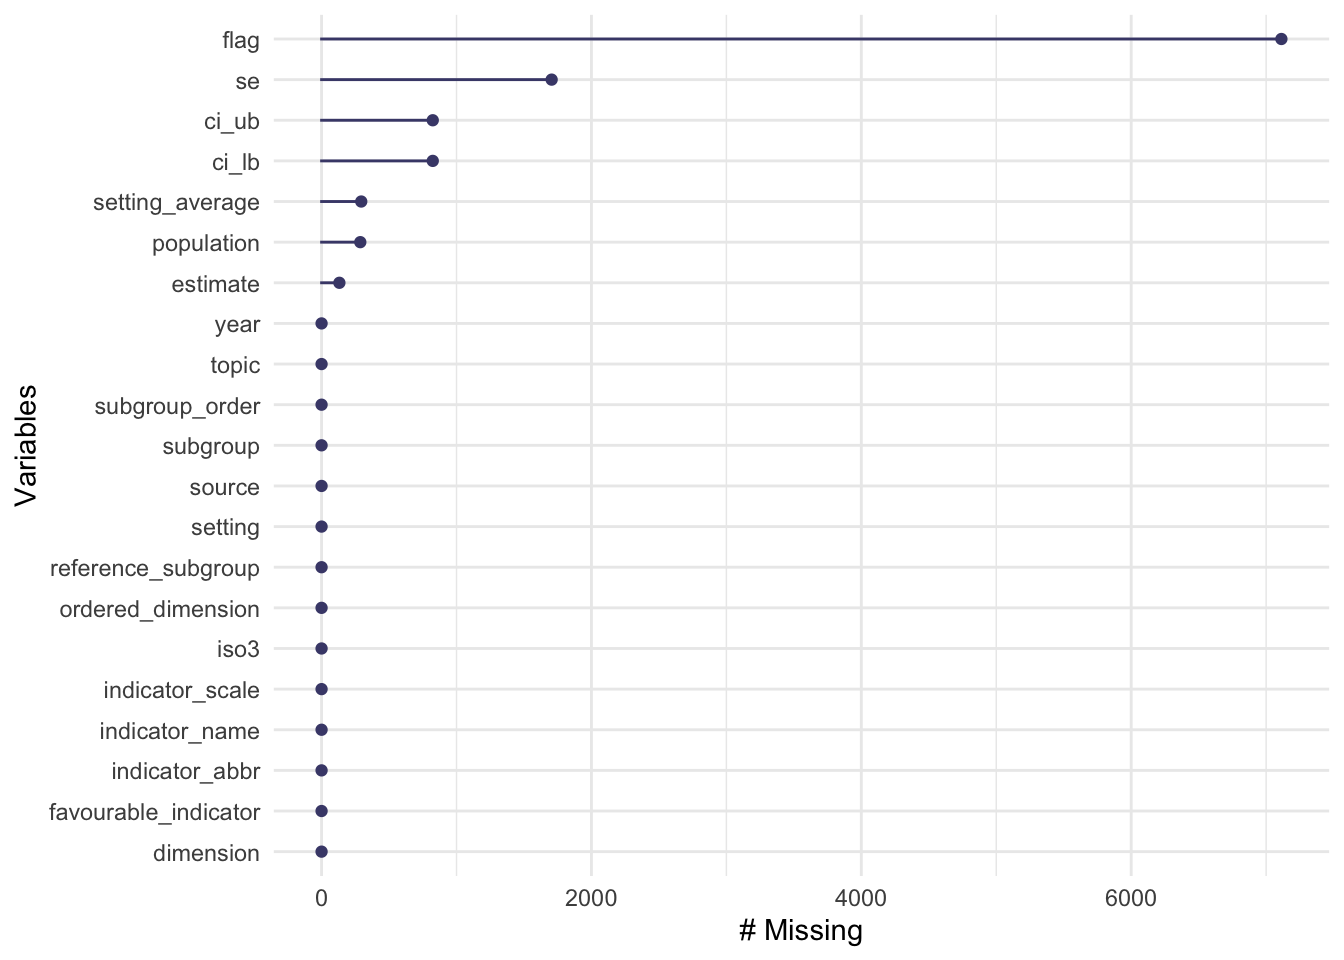 flag
se
ci_ub
ci_lb
setting_average
population
estimate
year
topic
subgroup_order
subgroup
source
setting
reference_subgroup
ordered_dimension
iso3
indicator_scale
indicator_name
indicator_abbr
favourable_indicator
dimension
Variables
0 2000 4000 6000
# Missing